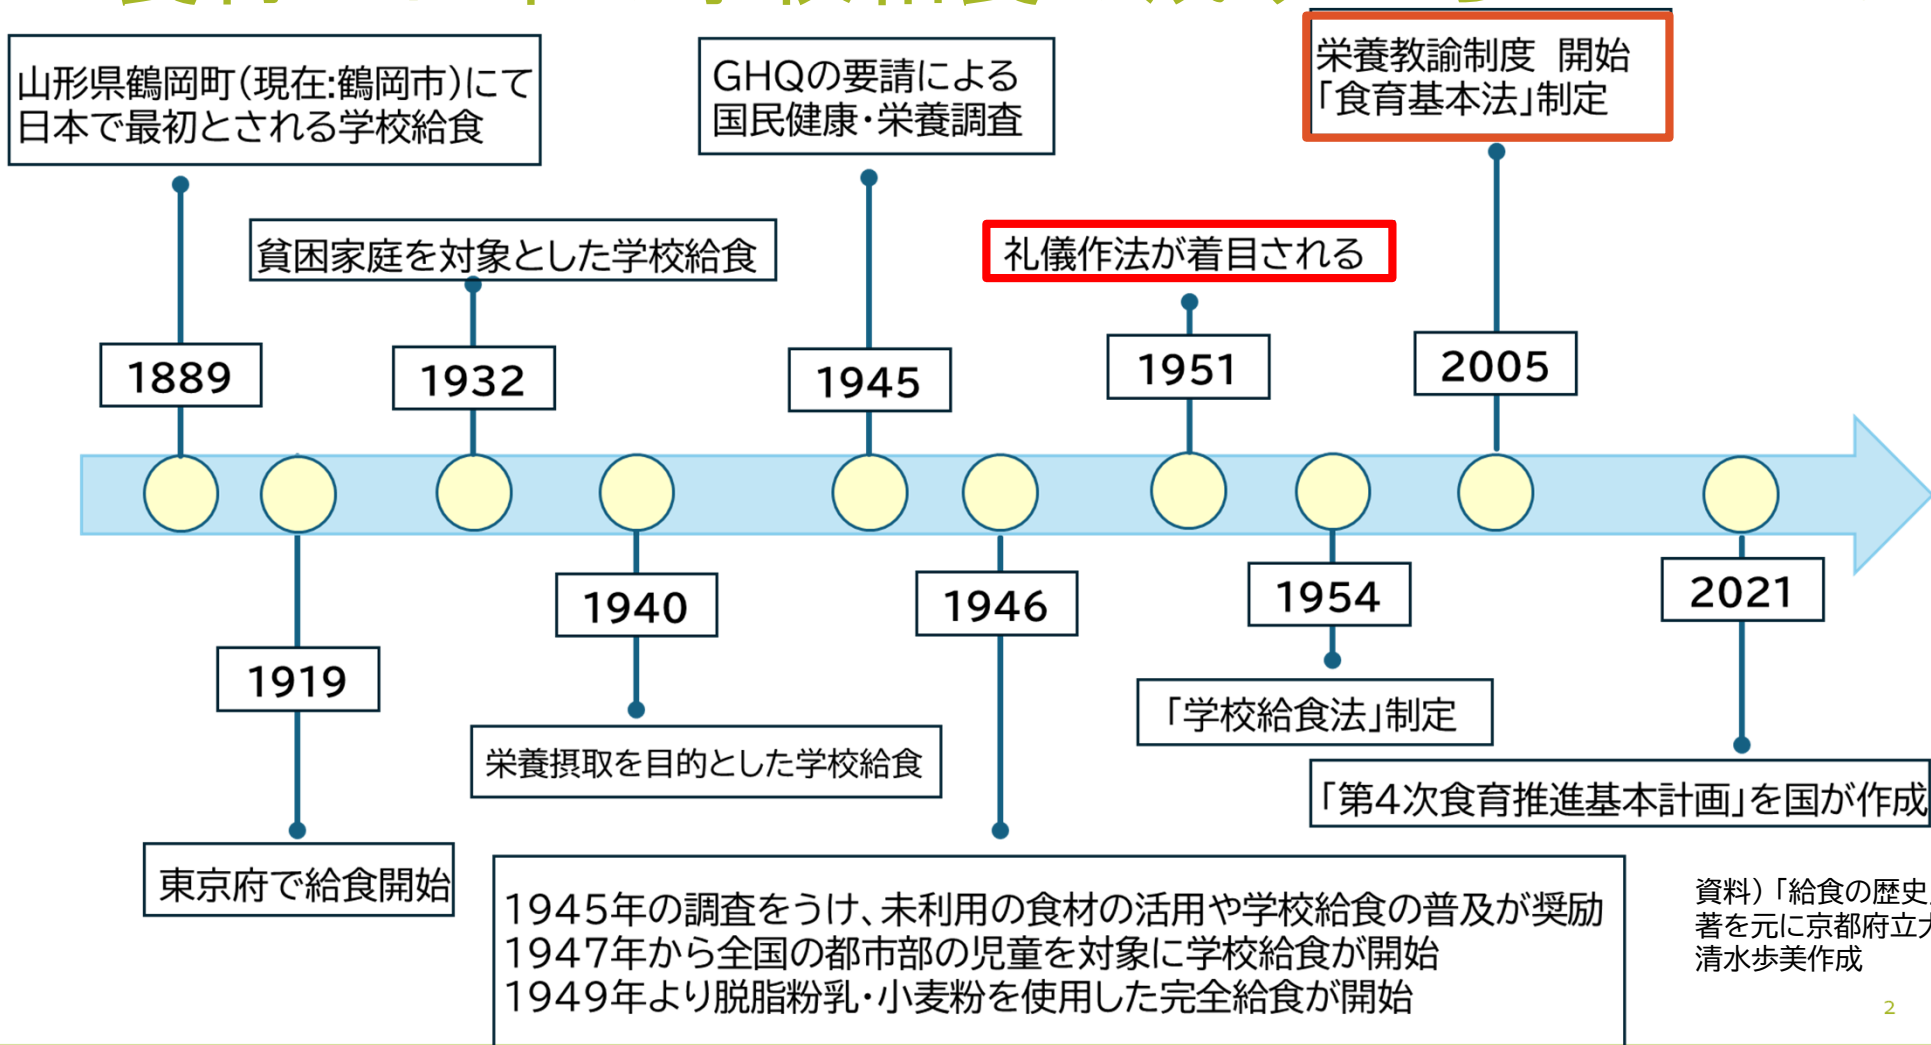 山形県鶴岡町(現在:鶴岡市)にて
日本で最初とされる学校給食
GHQの要請による
国民健康・栄養調査
栄養教諭制度 開始
「食育基本法」制定
貧困家庭を対象とした学校給食
礼儀作法が着目される
1889
1932
1945
1951
2005
1919
1940
1946
1954
2021
東京府で給食開始
栄養摂取を目的とした学校給食
「学校給食法」制定
「第4次食育推進基本計画」を国が作成
1945年の調査をうけ、未利用の食材の活用や学校給食の普及が奨励
1947年から全国の都市部の児童を対象に学校給食が開始
1949年より脱脂粉乳・小麦粉を使用した完全給食が開始
資料)「給食の歴史
著を元に京都府立大
清水歩美作成
2